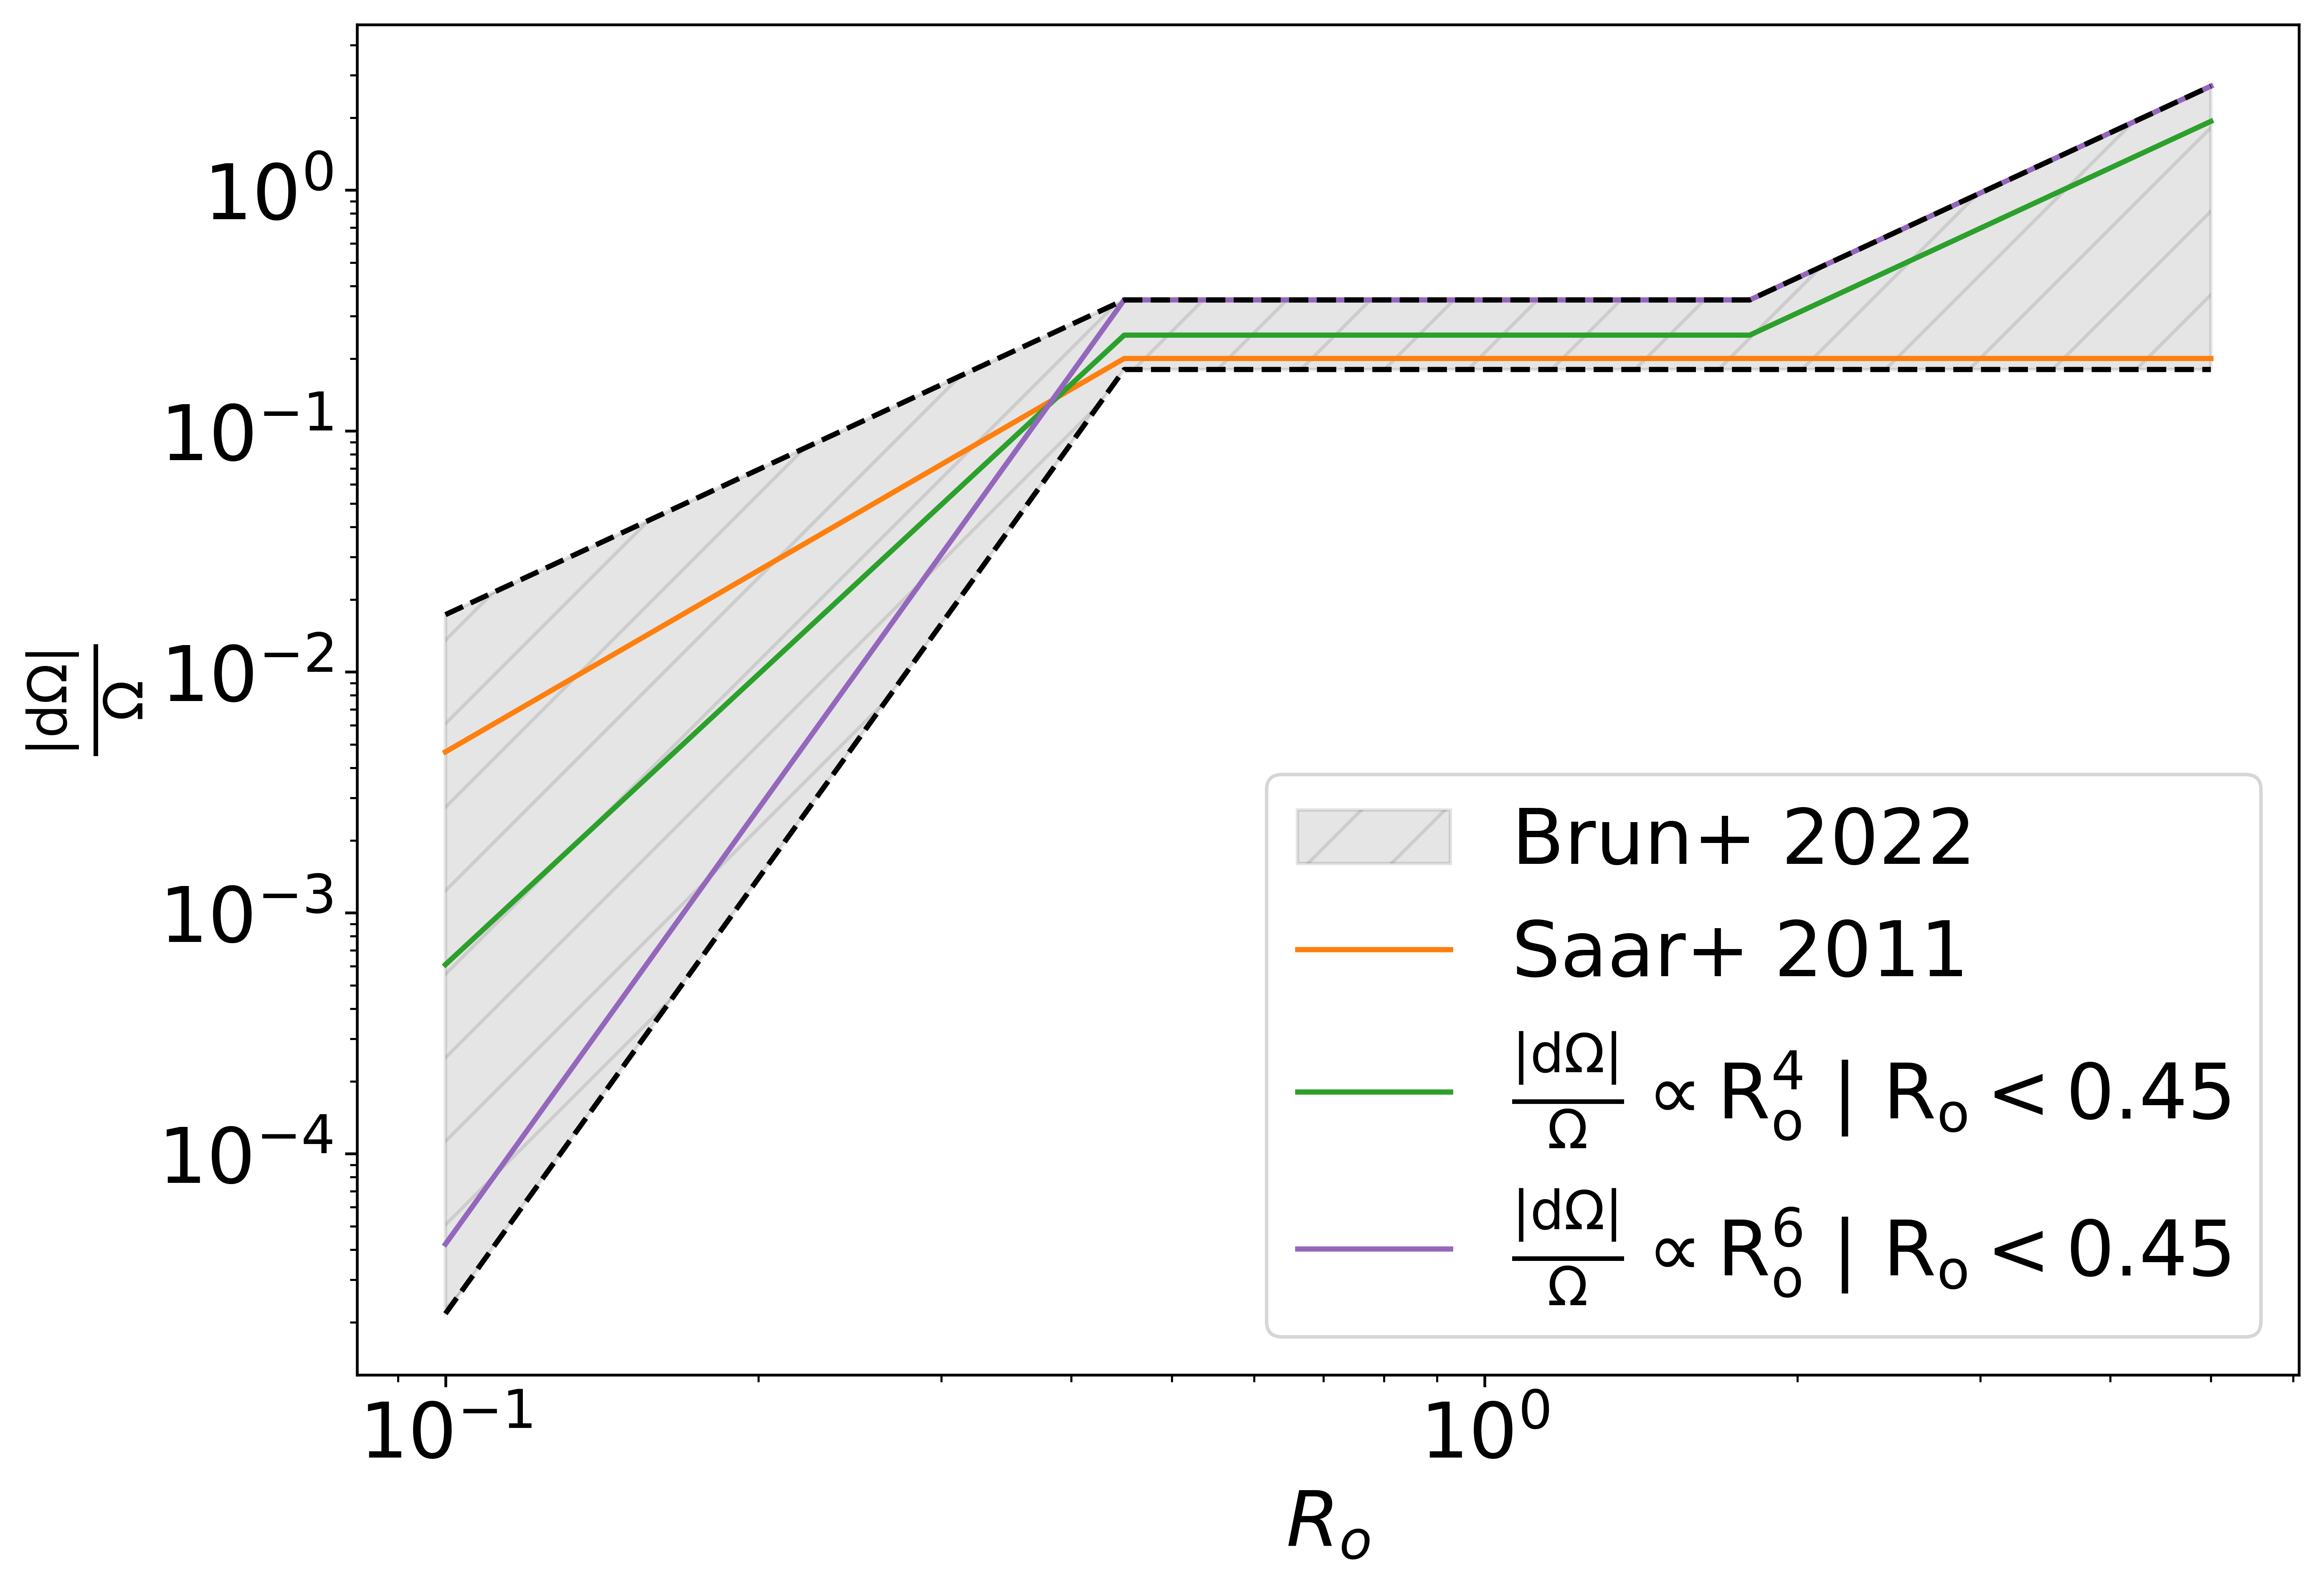 10^0
10^{-1}
10^{-2}
10^{-3}
10^{-4}
|dΩ|
Ω
Brun+ 2022
Saar+ 2011
|dΩ|/Ω ∝ R_o^4 | R_o < 0.45
|dΩ|/Ω ∝ R_o^6 | R_o < 0.45
10^{-1} 10^0
R_o